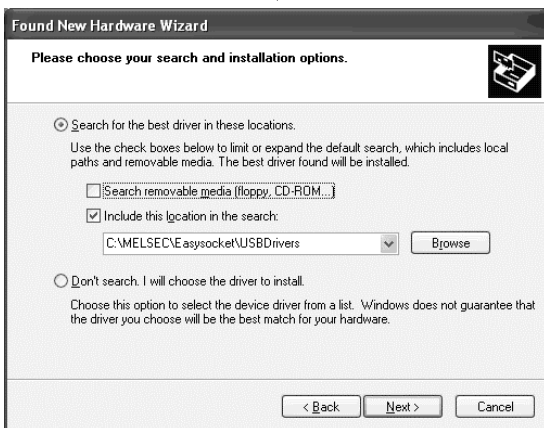 Found New Hardware Wizard
Please choose your search and installation options.
Search for the best driver in these locations.
Use the check boxes below to limit or expand the default search, which includes local
paths and removable media. The best driver found will be installed.
Search removable media (floppy, CD-ROM...)
Include this location in the search:
C:\MELSEC\Easysocket\USBDrivers
Browse
Don't search. I will choose the driver to install.
Choose this option to select the device driver from a list. Windows does not guarantee that
the driver you choose will be the best match for your hardware.
< Back Next > Cancel